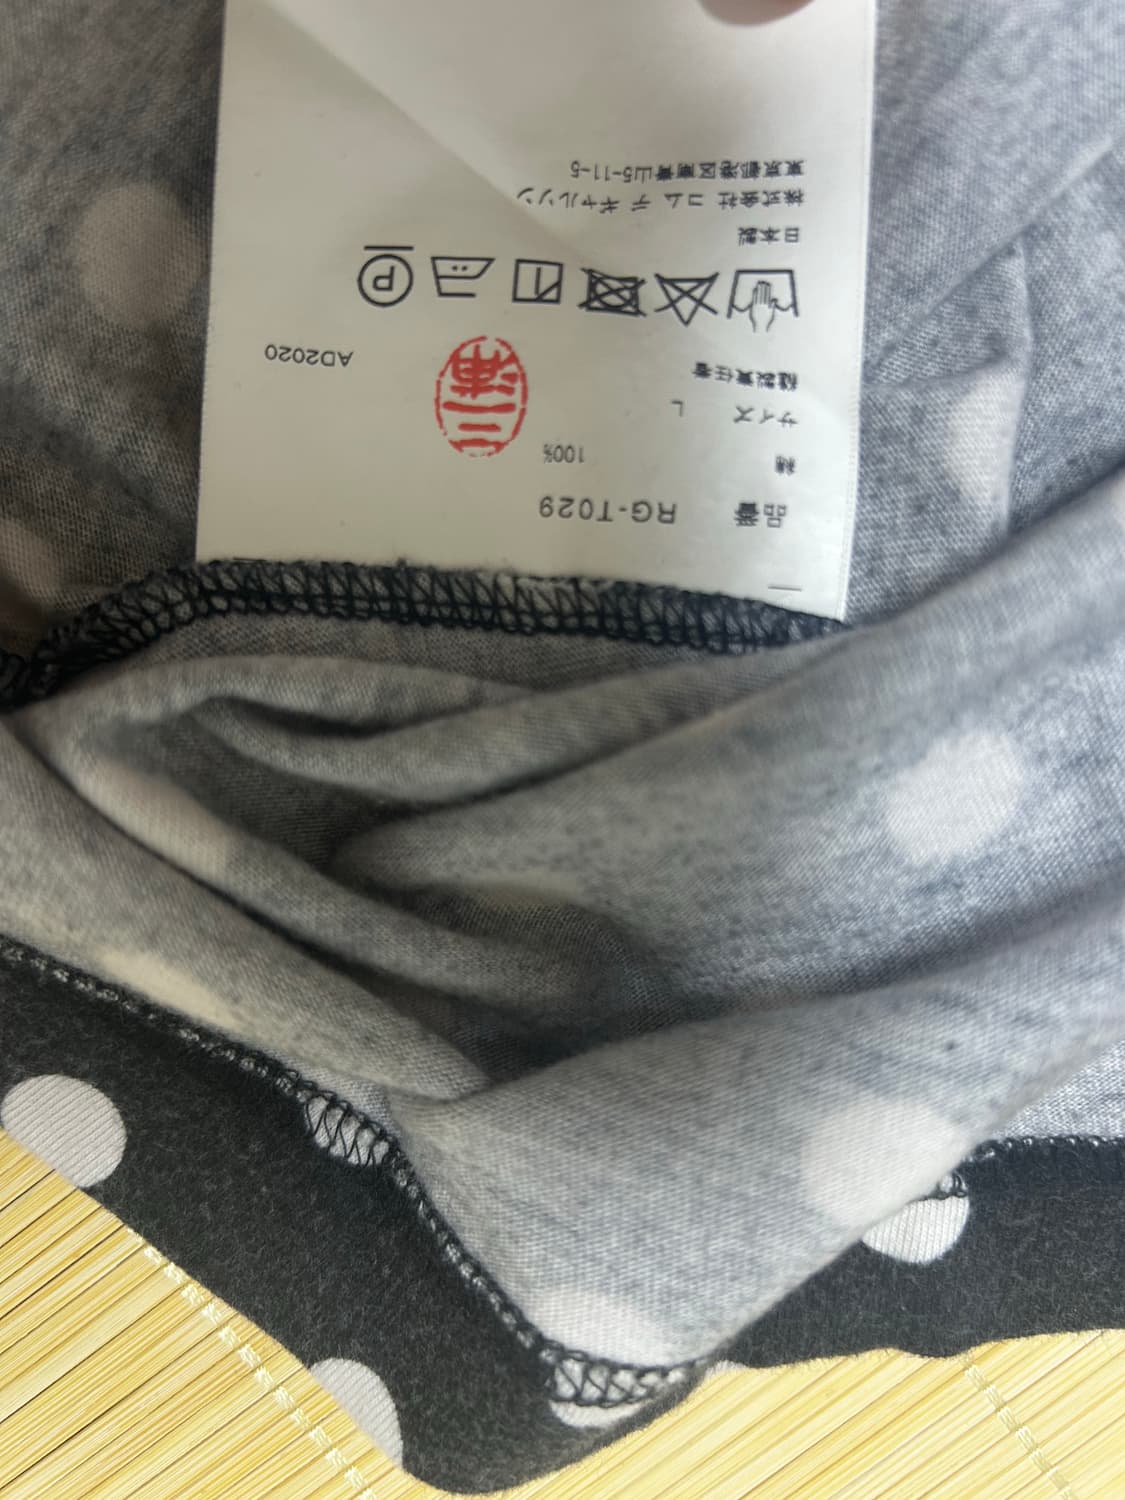 品番 RG-T029
綿 100%
サイズ L
縫製責任者
三浦
AD2020
P
日本製
株式会社 コム デ ギャルソン
東京都港区南青山5-11-5